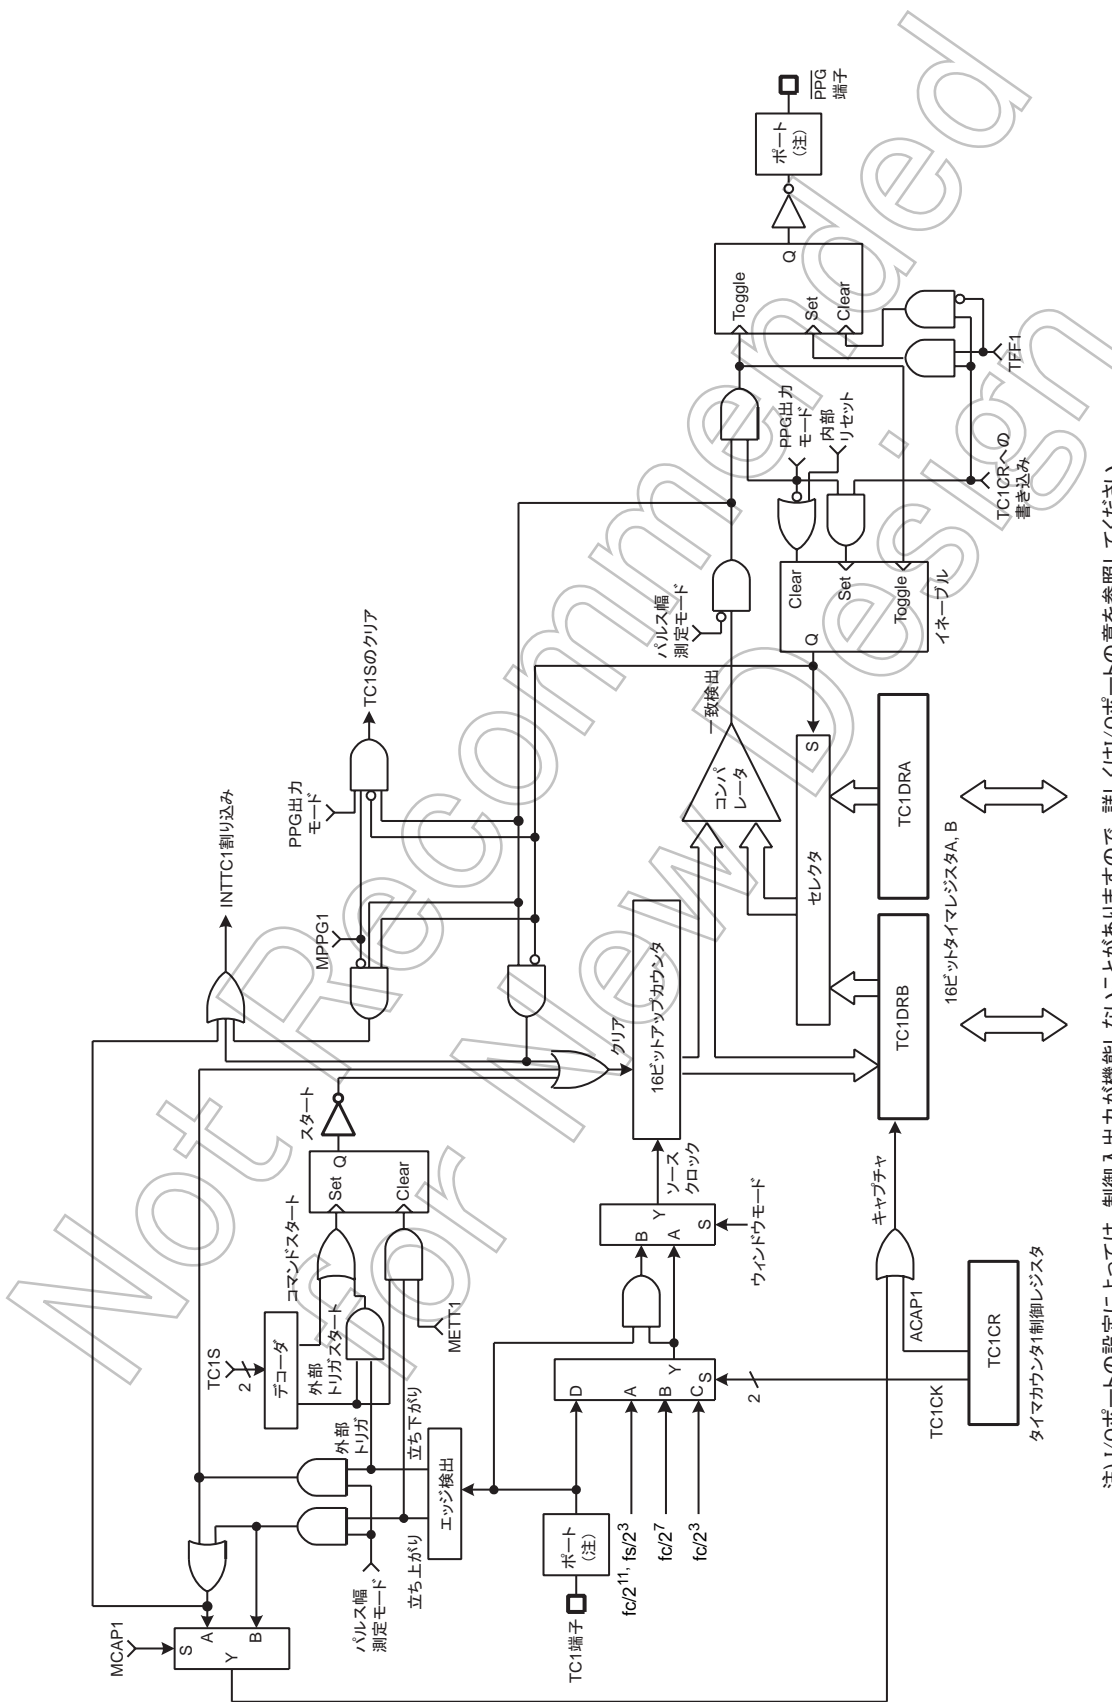 Not Recommended
for New Design
MCAP1
S
A
B
Y
パルス幅
測定モード
立ち上がり
立ち下がり
エッジ検出
外部
トリガ
TC1S
2
デコーダ
外部
トリガスタート
コマンドスタート
METT1
Set
Q
Clear
スタート
INTTC1割り込み
MPPG1
PPG出力
モード
TC1Sのクリア
クリア
TC1端子
ポート
(注)
fc/2¹¹, fs/2³
fc/2⁷
fc/2³
D
A
B
C
S
Y
2
TC1CK
B
A
Y
S
ウィンドウモード
ソース
クロック
16ビットアップカウンタ
コンパ
レータ
一致検出
パルス幅
測定モード
セレクタ
S
TC1DRB
TC1DRA
16ビットタイマレジスタA, B
キャプチャ
ACAP1
TC1CR
タイマカウンタ1制御レジスタ
Q
Clear
Set
Toggle
イネーブル
PPG出力
モード
内部
リセット
TC1CRへの
書き込み
TFF1
Toggle
Set
Clear
Q
ポート
(注)
PPG
端子
注) I/Oポートの設定によっては、制御入出力が機能しないことがありますので、詳しくはI/Oポートの章を参照してください。